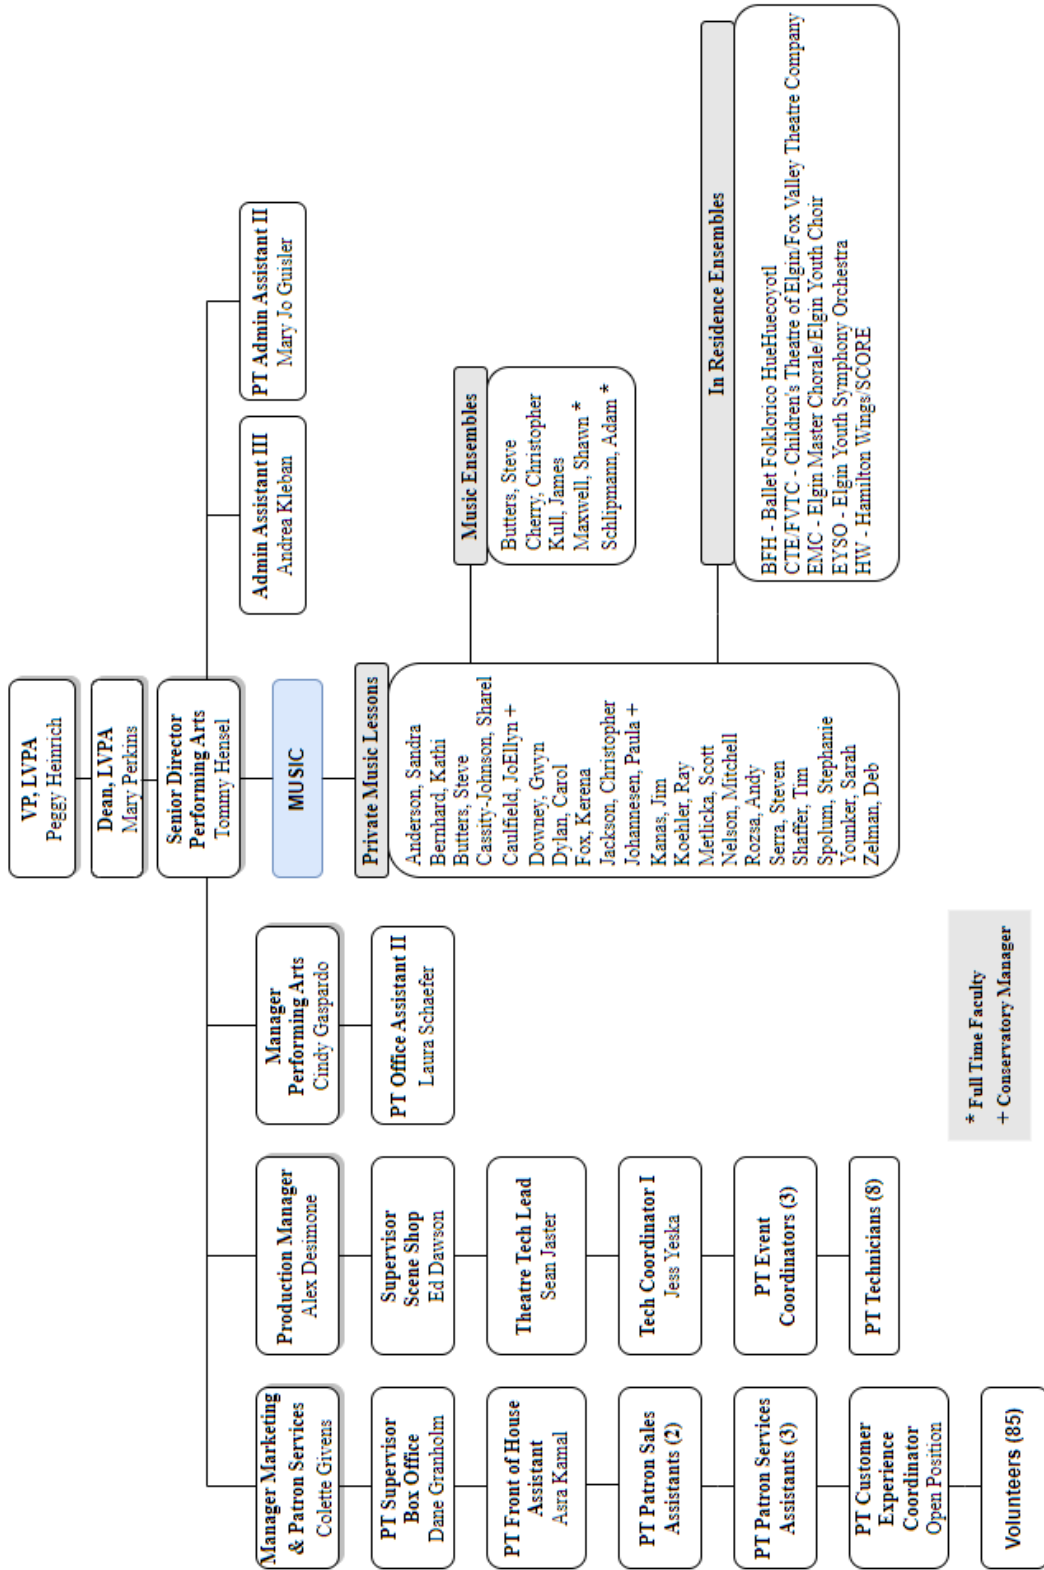 VP, LVPA
Peggy Heinrich
Dean, LVPA
Mary Perkins
Senior Director
Performing Arts
Tommy Hensel
Manager Marketing
& Patron Services
Colette Givens
PT Supervisor
Box Office
Dane Granholm
PT Front of House
Assistant
Asra Kamal
PT Patron Sales
Assistants (2)
PT Patron Services
Assistants (3)
PT Customer
Experience
Coordinator
Open Position
Volunteers (85)
Production Manager
Alex Desimone
Supervisor
Scene Shop
Ed Dawson
Theatre Tech Lead
Sean Jaster
Tech Coordinator I
Jess Yeska
PT Event
Coordinators (3)
PT Technicians (8)
Manager
Performing Arts
Cindy Gaspardo
PT Office Assistant II
Laura Schaefer
MUSIC
Private Music Lessons
Anderson, Sandra
Bernhard, Kathi
Butters, Steve
Cassity-Johnson, Sharel
Caulfield, JoEllyn +
Downey, Gwyn
Dylan, Carol
Fox, Kerena
Jackson, Christopher
Johannesen, Paula +
Kanas, Jim
Koehler, Ray
Metlicka, Scott
Nelson, Mitchell
Rozsa, Andy
Serra, Steven
Shaffer, Tim
Spolum, Stephanie
Younker, Sarah
Zelman, Deb
Admin Assistant III
Andrea Kleban
PT Admin Assistant II
Mary Jo Guisler
Music Ensembles
Butters, Steve
Cherry, Christopher
Kull, James
Maxwell, Shawn *
Schlipmann, Adam *
In Residence Ensembles
BFH - Ballet Folklorico HueHuecoyotl
CTE/FVTC - Children's Theatre of Elgin/Fox Valley Theatre Company
EMC - Elgin Master Chorale/Elgin Youth Choir
EYSO - Elgin Youth Symphony Orchestra
HW - Hamilton Wings/SCORE
* Full Time Faculty
+ Conservatory Manager